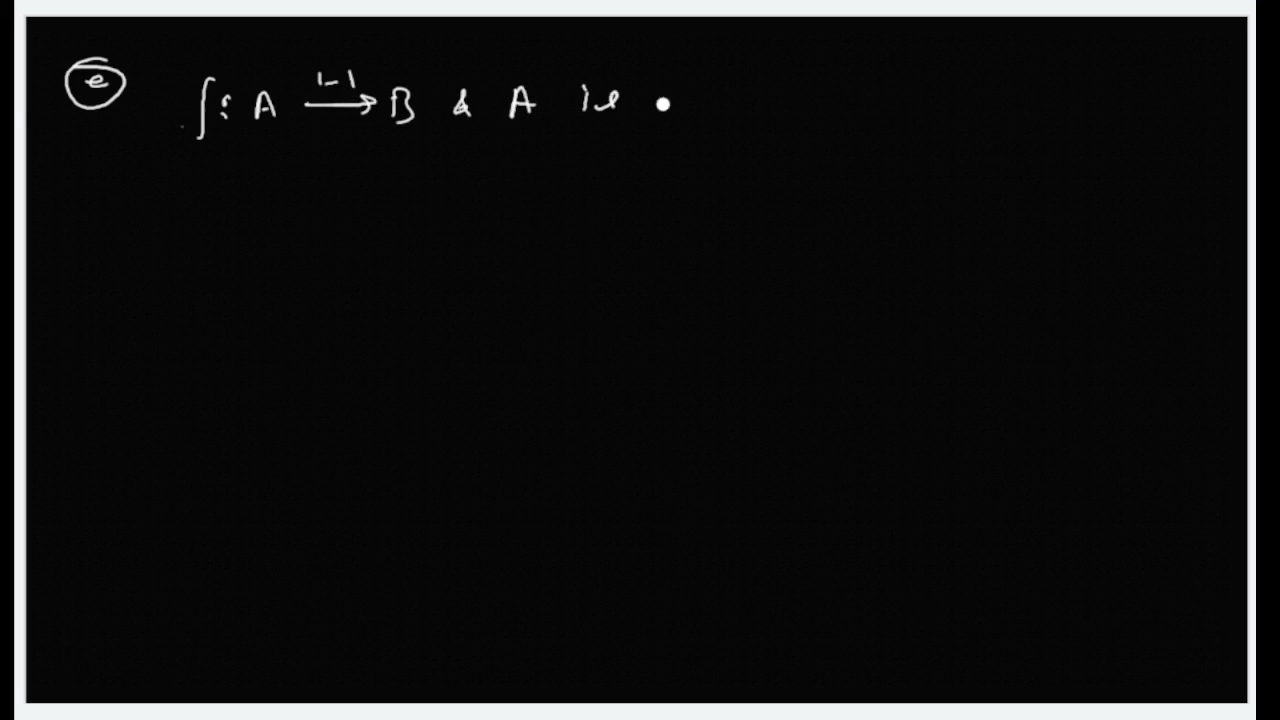 (e) f: A 1-1→ B & A is